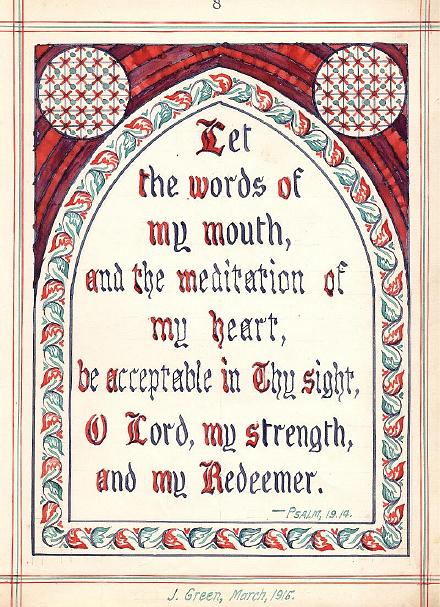 8
Let
the words of
my mouth,
and the meditation of
my heart,
be acceptable in Thy sight,
O Lord, my strength,
and my Redeemer.
—PSALM, 19.14.
J. Green, March, 1915.